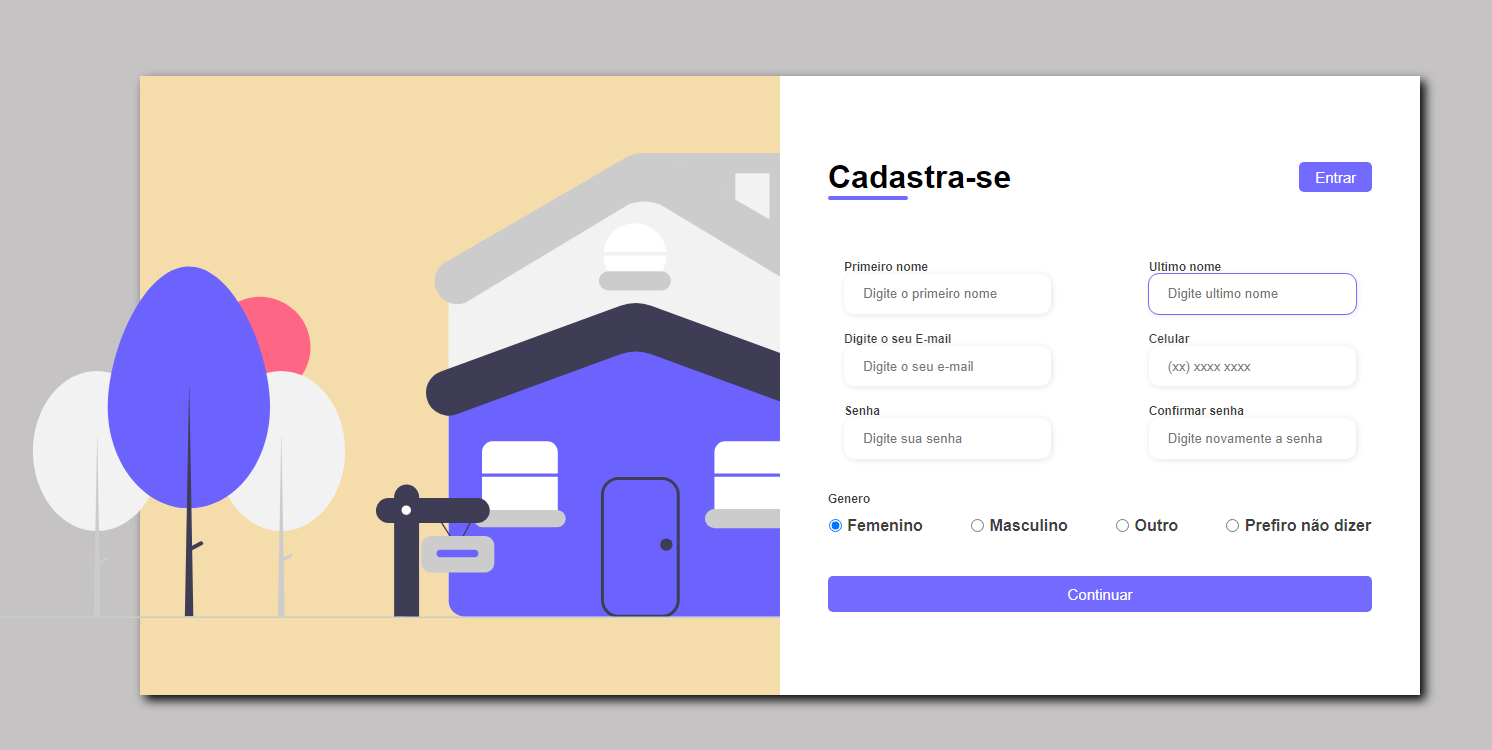 Cadastra-se
Entrar
Primeiro nome
Ultimo nome
Digite o primeiro nome
Digite ultimo nome
Digite o seu E-mail
Celular
Digite o seu e-mail
(xx) xxxx xxxx
Senha
Confirmar senha
Digite sua senha
Digite novamente a senha
Genero
Femenino
Masculino
Outro
Prefiro não dizer
Continuar